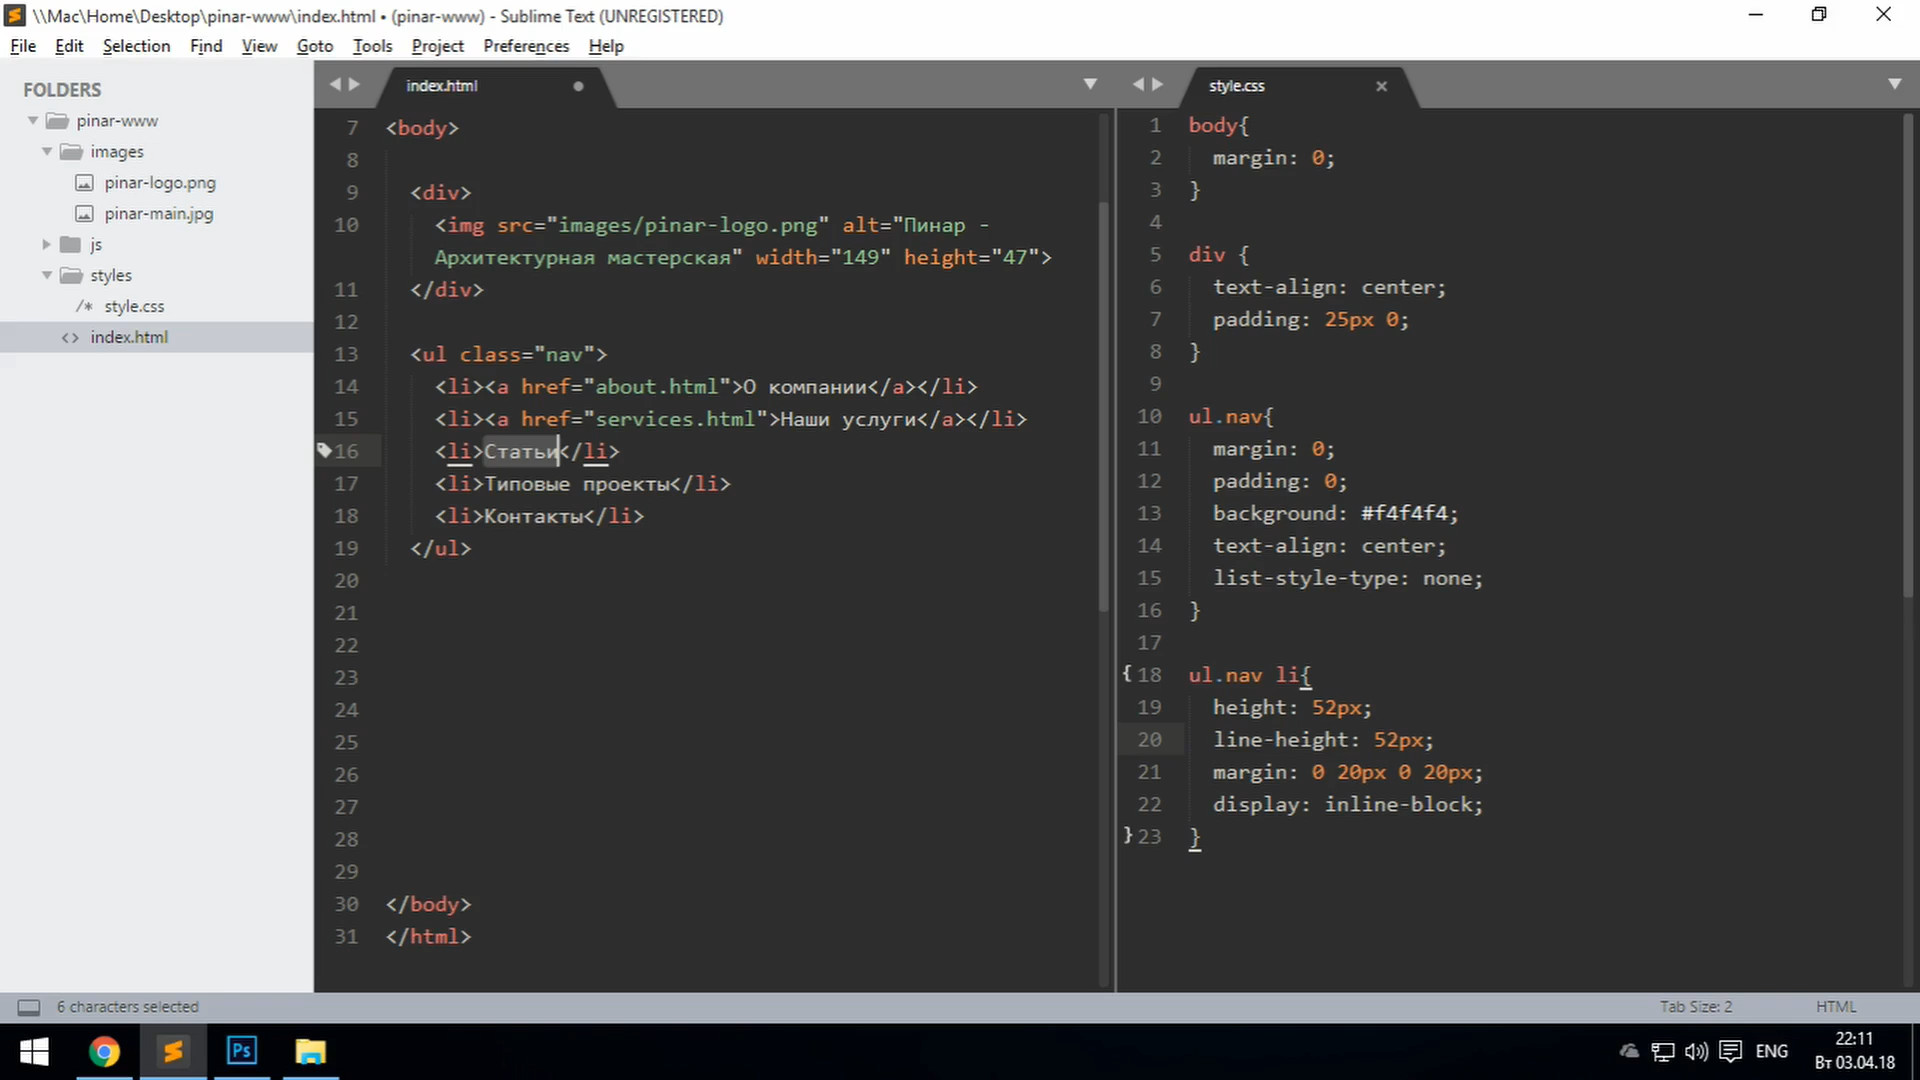 \\Mac\Home\Desktop\pinar-www\index.html • (pinar-www) - Sublime Text (UNREGISTERED)
File Edit Selection Find View Goto Tools Project Preferences Help
FOLDERS
pinar-www
images
pinar-logo.png
pinar-main.jpg
js
styles
/* style.css
<> index.html
index.html
7 <body>
8
9 <div>
10 <img src="images/pinar-logo.png" alt="Пинар -
Архитектурная мастерская" width="149" height="47">
11 </div>
12
13 <ul class="nav">
14 <li><a href="about.html">О компании</a></li>
15 <li><a href="services.html">Наши услуги</a></li>
16 <li>Статьи</li>
17 <li>Типовые проекты</li>
18 <li>Контакты</li>
19 </ul>
20
21
22
23
24
25
26
27
28
29
30 </body>
31 </html>
style.css
1 body{
2 margin: 0;
3 }
4
5 div {
6 text-align: center;
7 padding: 25px 0;
8 }
9
10 ul.nav{
11 margin: 0;
12 padding: 0;
13 background: #f4f4f4;
14 text-align: center;
15 list-style-type: none;
16 }
17
{ 18 ul.nav li{
19 height: 52px;
20 line-height: 52px;
21 margin: 0 20px 0 20px;
22 display: inline-block;
} 23 }
6 characters selected
Tab Size: 2
HTML
Ps
ENG
22:11
Вт 03.04.18